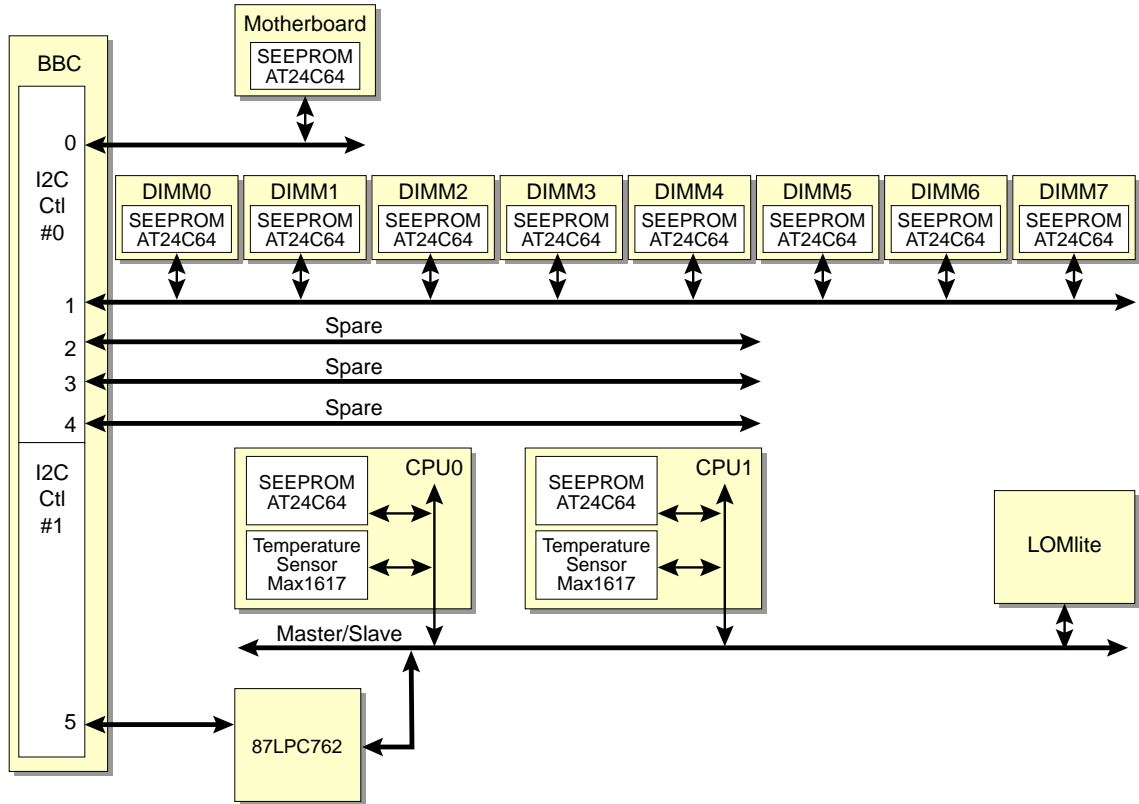 Motherboard
SEEPROM
AT24C64
BBC
0
I2C
Ctl
#0
DIMM0
SEEPROM
AT24C64
DIMM1
SEEPROM
AT24C64
DIMM2
SEEPROM
AT24C64
DIMM3
SEEPROM
AT24C64
DIMM4
SEEPROM
AT24C64
DIMM5
SEEPROM
AT24C64
DIMM6
SEEPROM
AT24C64
DIMM7
SEEPROM
AT24C64
1
Spare
2
Spare
3
Spare
4
I2C
Ctl
#1
CPU0
SEEPROM
AT24C64
Temperature
Sensor
Max1617
CPU1
SEEPROM
AT24C64
Temperature
Sensor
Max1617
LOMlite
Master/Slave
5
87LPC762